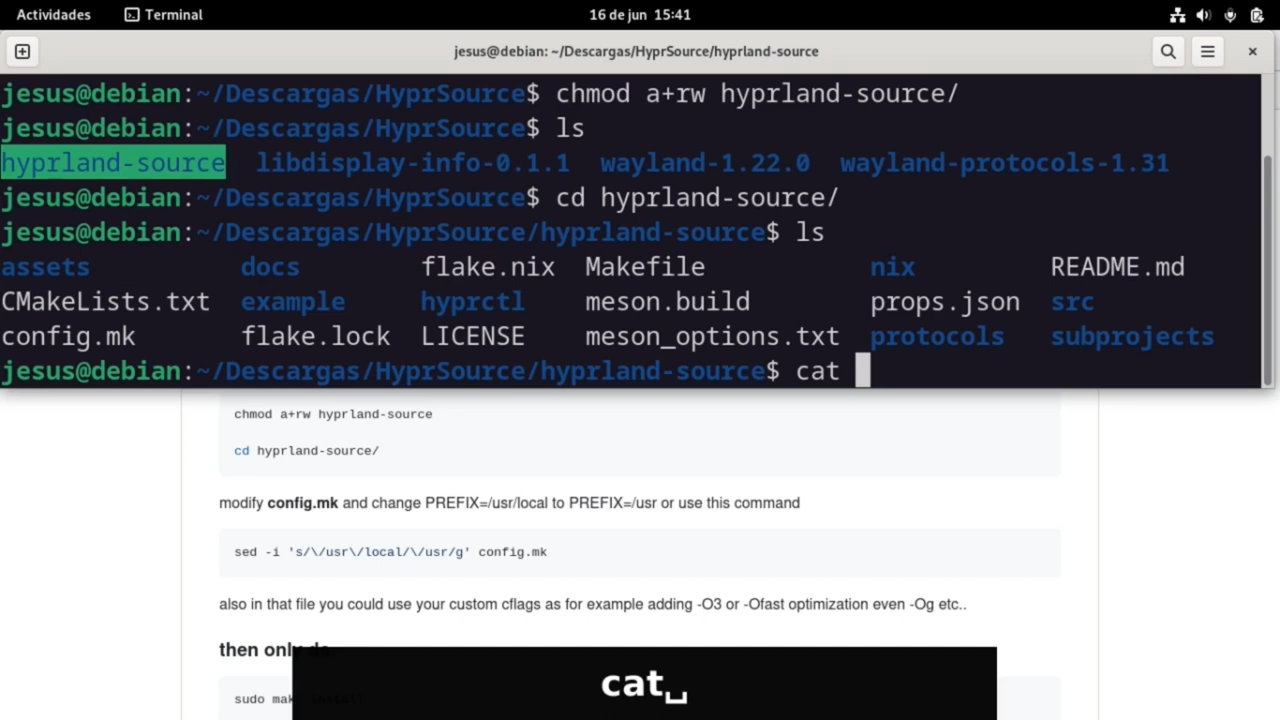 Actividades Terminal 16 de jun 15:41
jesus@debian: ~/Descargas/HyprSource/hyprland-source
jesus@debian:~/Descargas/HyprSource$ chmod a+rw hyprland-source/
jesus@debian:~/Descargas/HyprSource$ ls
hyprland-source libdisplay-info-0.1.1 wayland-1.22.0 wayland-protocols-1.31
jesus@debian:~/Descargas/HyprSource$ cd hyprland-source/
jesus@debian:~/Descargas/HyprSource/hyprland-source$ ls
assets docs flake.nix Makefile nix README.md
CMakeLists.txt example hyprctl meson.build props.json src
config.mk flake.lock LICENSE meson_options.txt protocols subprojects
jesus@debian:~/Descargas/HyprSource/hyprland-source$ cat
chmod a+rw hyprland-source
cd hyprland-source/
modify config.mk and change PREFIX=/usr/local to PREFIX=/usr or use this command
sed -i 's/\/usr\/local/\/usr/g' config.mk
also in that file you could use your custom cflags as for example adding -O3 or -Ofast optimization even -Og etc..
then only
sudo
cat␣